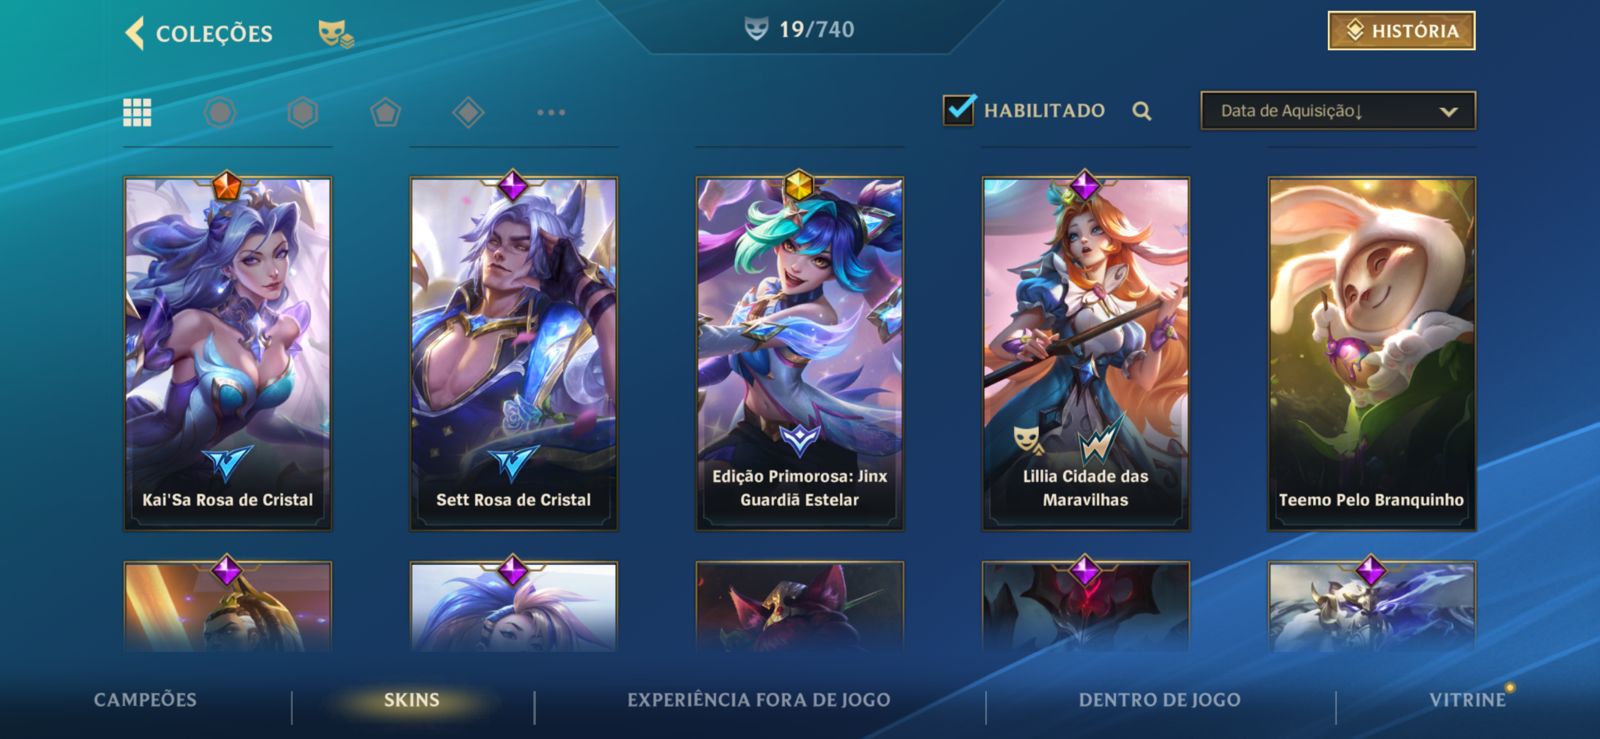 COLEÇÕES
19/740
HISTÓRIA
HABILITADO
Data de Aquisição↓
Kai'Sa Rosa de Cristal
Sett Rosa de Cristal
Edição Primorosa: Jinx
Guardiã Estelar
Lillia Cidade das
Maravilhas
Teemo Pelo Branquinho
CAMPEÕES
SKINS
EXPERIÊNCIA FORA DE JOGO
DENTRO DE JOGO
VITRINE